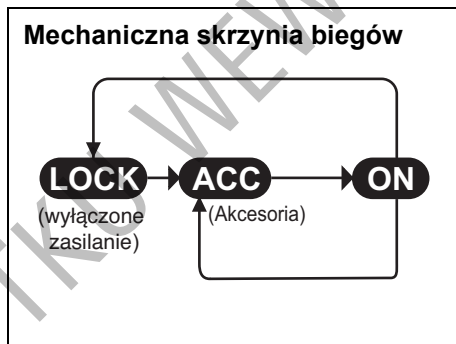 Mechaniczna skrzynia biegów
LOCK ACC ON
(wyłączone
zasilanie)
(Akcesoria)